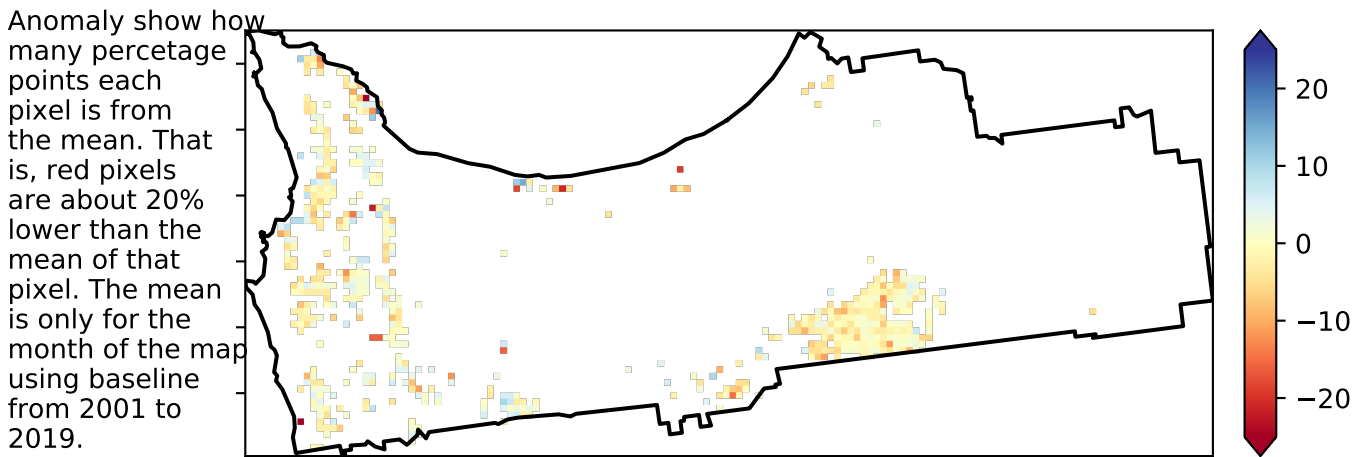 Anomaly show how
many percetage
points each
pixel is from
the mean. That
is, red pixels
are about 20%
lower than the
mean of that
pixel. The mean
is only for the
month of the map
using baseline
from 2001 to
2019.
20
10
0
−10
−20